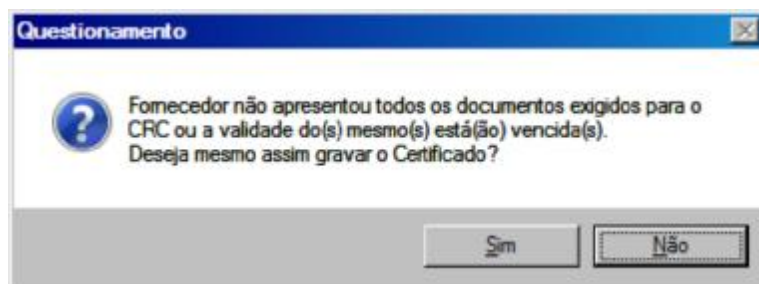 Questionamento
Fornecedor não apresentou todos os documentos exigidos para o
CRC ou a validade do(s) mesmo(s) está(ão) vencida(s).
Deseja mesmo assim gravar o Certificado?
Sim
Não